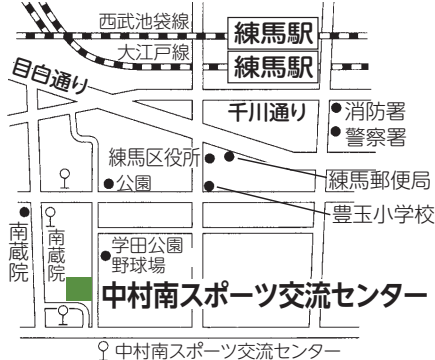 西武池袋線
練馬駅
大江戸線
練馬駅
目白通り
千川通り
消防署
警察署
練馬区役所
練馬郵便局
公園
豊玉小学校
南蔵院
南蔵院
学田公園
野球場
中村南スポーツ交流センター
中村南スポーツ交流センター